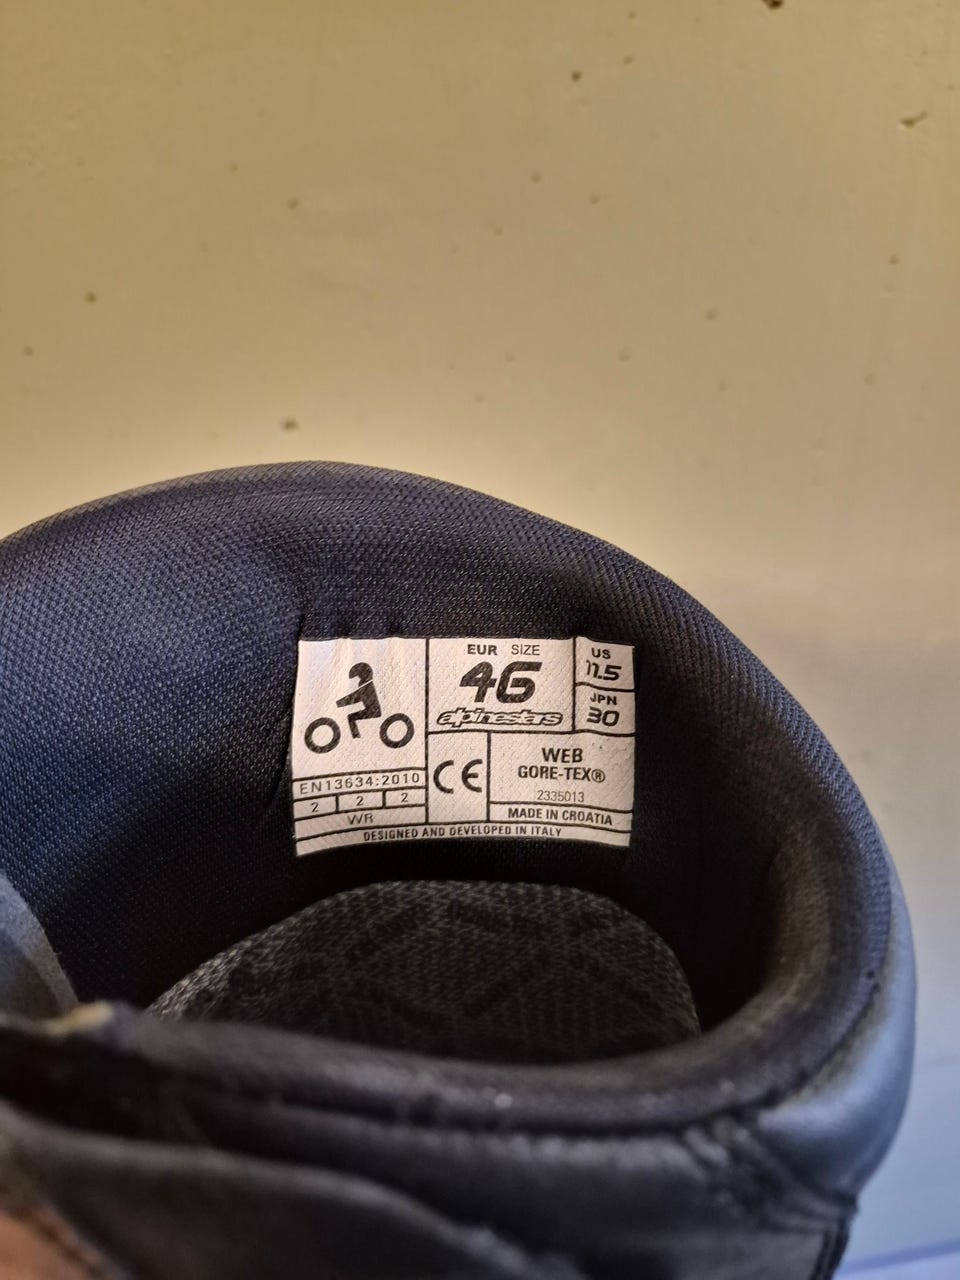 EUR SIZE
46
alpinestars
US
11.5
JPN
30
EN13634:2010
2 2 2
WR
CE
WEB
GORE-TEX®
2335013
MADE IN CROATIA
DESIGNED AND DEVELOPED IN ITALY